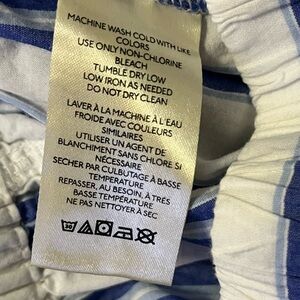 MACHINE WASH COLD WITH LIKE
COLORS
USE ONLY NON-CHLORINE
BLEACH
TUMBLE DRY LOW
LOW IRON AS NEEDED
DO NOT DRY CLEAN
LAVER À LA MACHINE À L'EAU
FROIDE AVEC COULEURS
SIMILAIRES
UTILISER UN AGENT DE
BLANCHIMENT SANS CHLORE SI
NÉCESSAIRE
SECHER PAR CULBUTAGE À BASSE
TEMPÉRATURE
REPASSER, AU BESOIN, À TRÈS
BASSE TEMPÉRATURE
NE PAS NETTOYER À SEC
30